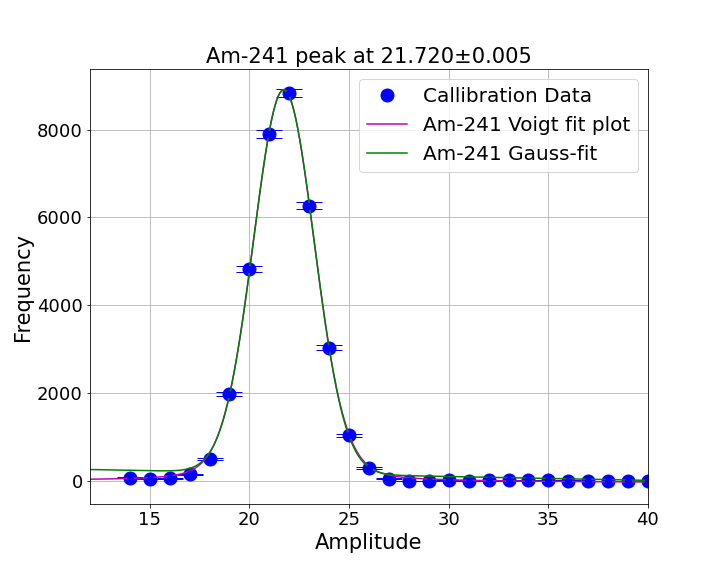 Am-241 peak at 21.720±0.005
Callibration Data
Am-241 Voigt fit plot
Am-241 Gauss-fit
Frequency
8000
6000
4000
2000
0
15 20 25 30 35 40
Amplitude